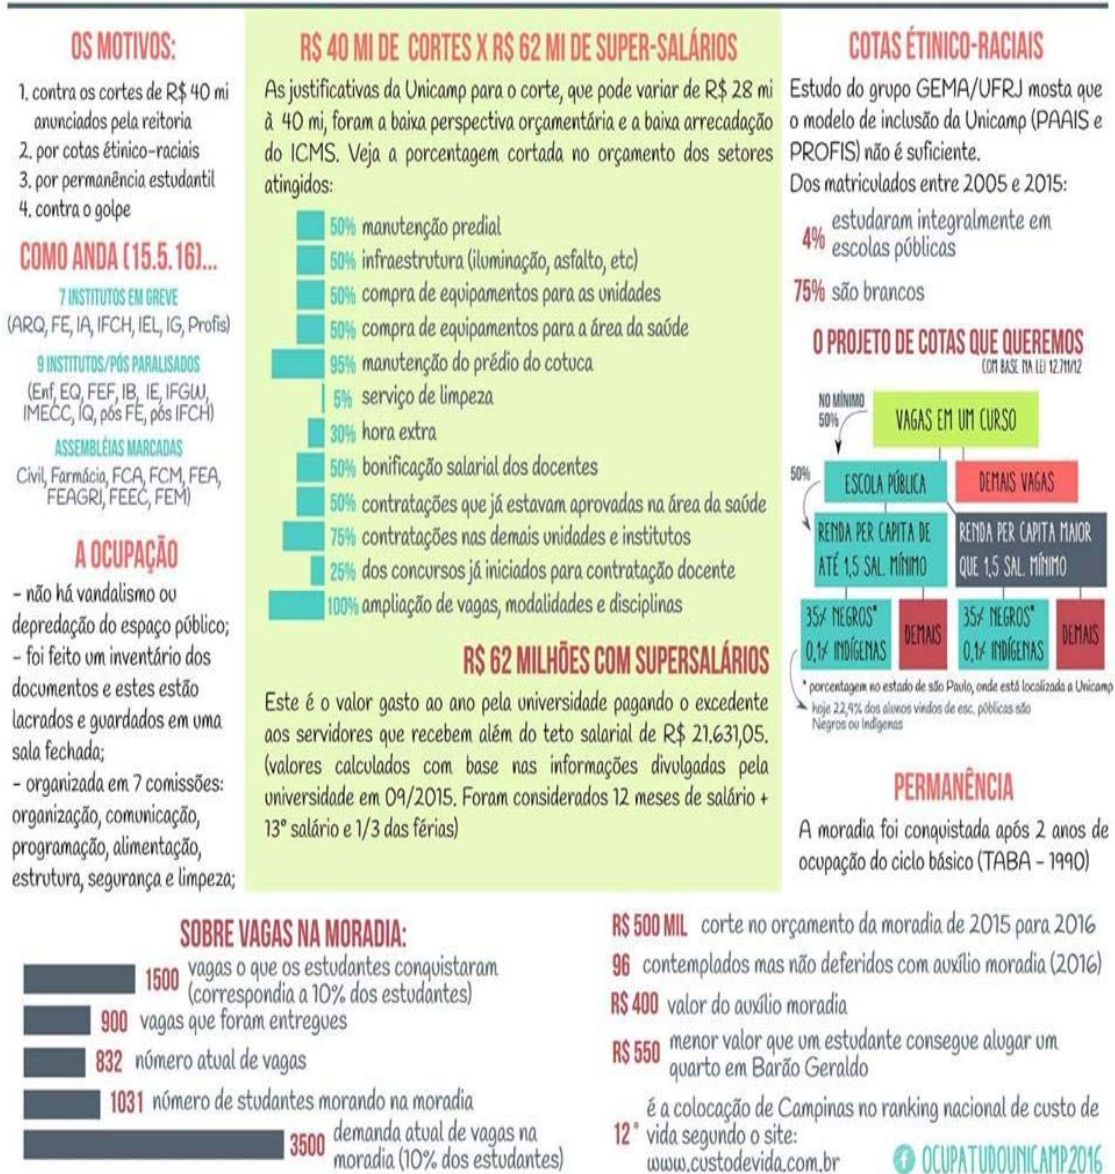 OS MOTIVOS:
1. contra os cortes de R$ 40 mi
anunciados pela reitoria
2. por cotas étinico-raciais
3. por permanência estudantil
4. contra o golpe
COMO ANDA (15.5.16)...
7 INSTITUTOS EM GREVE
(ARQ, FE, IA, IFCH, IEL, IG, Profis)
9 INSTITUTOS/PÓS PARALISADOS
(Enf, EQ, FEF, IB, IE, IFGW,
IMECC, IQ, pós FE, pós IFCH)
ASSEMBLÉIAS MARCADAS
Civil, Farmácia, FCA, FCM, FEA,
FEAGRI, FEEC, FEM)
A OCUPAÇÃO
- não há vandalismo ou
depredação do espaço público;
- foi feito um inventário dos
documentos e estes estão
lacrados e guardados em uma
sala fechada;
- organizada em 7 comissões:
organização, comunicação,
programação, alimentação,
estrutura, segurança e limpeza;
R$ 40 MI DE CORTES X R$ 62 MI DE SUPER-SALÁRIOS
As justificativas da Unicamp para o corte, que pode variar de R$ 28 mi
à 40 mi, foram a baixa perspectiva orçamentária e a baixa arrecadação
do ICMS. Veja a porcentagem cortada no orçamento dos setores
atingidos:
50% manutenção predial
50% infraestrutura (iluminação, asfalto, etc)
50% compra de equipamentos para as unidades
50% compra de equipamentos para a área da saúde
95% manutenção do prédio do cotuca
5% serviço de limpeza
30% hora extra
50% bonificação salarial dos docentes
50% contratações que já estavam aprovadas na área da saúde
75% contratações nas demais unidades e institutos
25% dos concursos já iniciados para contratação docente
100% ampliação de vagas, modalidades e disciplinas
R$ 62 MILHÕES COM SUPERSALÁRIOS
Este é o valor gasto ao ano pela universidade pagando o excedente
aos servidores que recebem além do teto salarial de R$ 21.631,05.
(valores calculados com base nas informações divulgadas pela
universidade em 09/2015. Foram considerados 12 meses de salário +
13° salário e 1/3 das férias)
COTAS ÉTINICO-RACIAIS
Estudo do grupo GEMA/UFRJ mosta que
o modelo de inclusão da Unicamp (PAAIS e
PROFIS) não é suficiente.
Dos matriculados entre 2005 e 2015:
4% estudaram integralmente em
escolas públicas
75% são brancos
O PROJETO DE COTAS QUE QUEREMOS
(COM BASE NA LEI 12.711/12
NO MÍNIMO
50%
VAGAS EM UM CURSO
50%
ESCOLA PÚBLICA
DEMAIS VAGAS
RENDA PER CAPITA DE
ATÉ 1,5 SAL. MÍNIMO
RENDA PER CAPITA MAIOR
QUE 1,5 SAL. MÍNIMO
35% NEGROS*
0,1% INDÍGENAS
DEMAIS
35% NEGROS*
0,1% INDÍGENAS
DEMAIS
* porcentagem no estado de são Paulo, onde está localizada a Unicamp
hoje 22,4% dos alunos vindos de esc. públicas são
Negros ou Indígenas
PERMANÊNCIA
A moradia foi conquistada após 2 anos de
ocupação do ciclo básico (TABA - 1990)
SOBRE VAGAS NA MORADIA:
1500 vagas o que os estudantes conquistaram
(correspondia a 10% dos estudantes)
900 vagas que foram entregues
832 número atual de vagas
1031 número de studantes morando na moradia
3500 demanda atual de vagas na
moradia (10% dos estudantes)
R$ 500 MIL corte no orçamento da moradia de 2015 para 2016
96 contemplados mas não deferidos com auxílio moradia (2016)
R$ 400 valor do auxílio moradia
R$ 550 menor valor que um estudante consegue alugar um
quarto em Barão Geraldo
12° é a colocação de Campinas no ranking nacional de custo de
vida segundo o site:
www.custodevida.com.br
OCUPATUDOUNICAMP2016